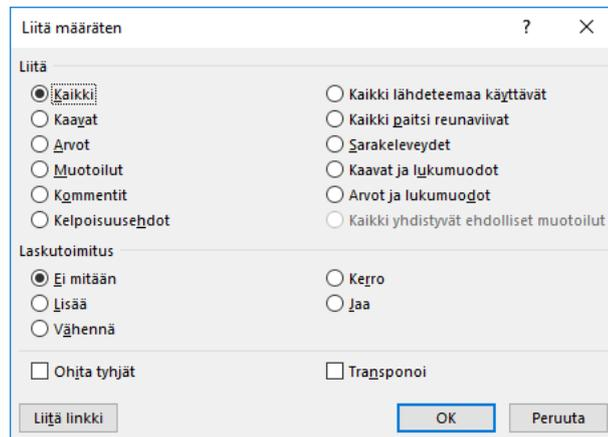 Liitä määräten ?
Liitä
Kaikki Kaikki lähdeteemaa käyttävät
Kaavat Kaikki paitsi reunaviivat
Arvot Sarakeleveydet
Muotoilut Kaavat ja lukumuodot
Kommentit Arvot ja lukumuodot
Kelpoisuusehdot Kaikki yhdistyvät ehdolliset muotoilut
Laskutoimitus
Ei mitään Kerro
Lisää Jaa
Vähennä
Ohita tyhjät Transponoi
Liitä linkki OK Peruuta